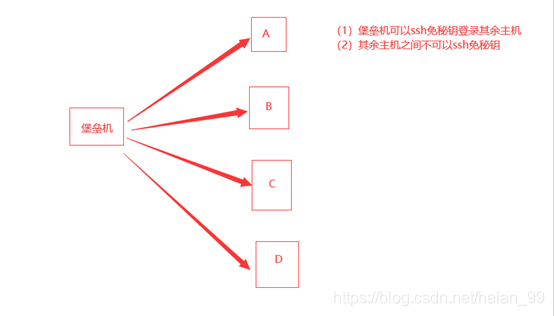 A
(1) 堡垒机可以ssh免秘钥登录其余主机
(2) 其余主机之间不可以ssh免秘钥
B
堡垒机
C
D
https://blog.csdn.net/heian_99